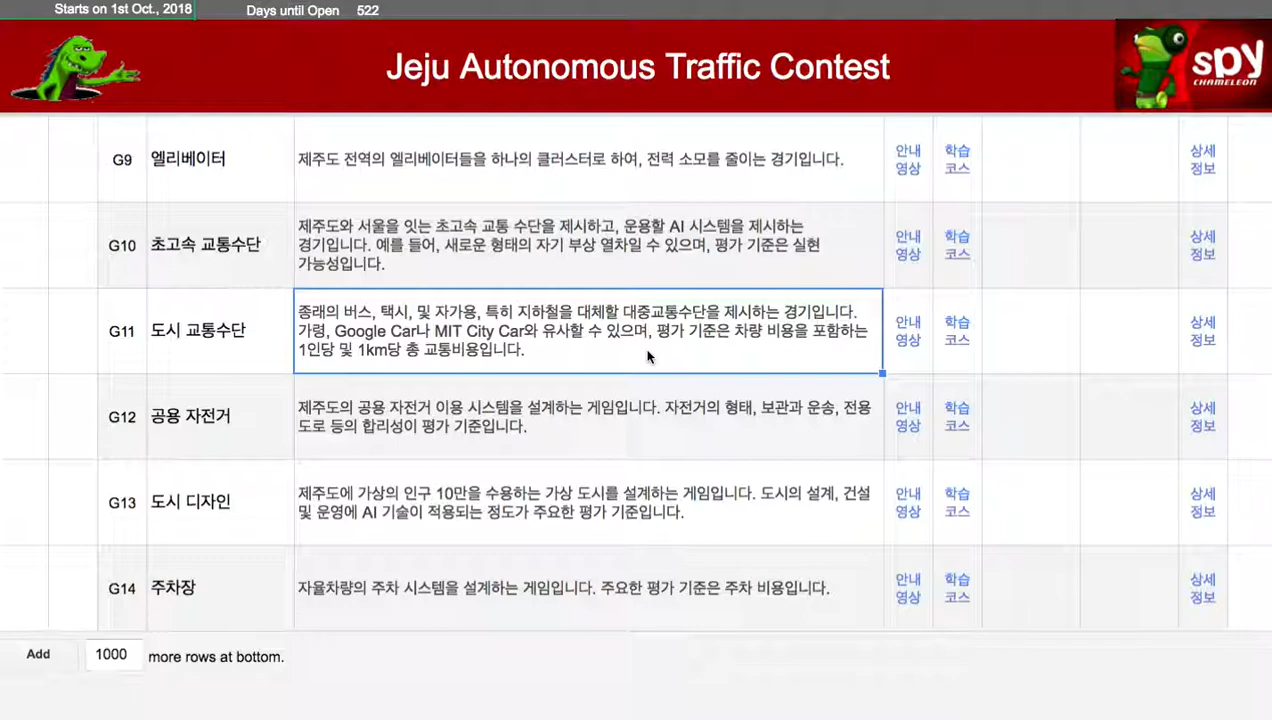 Starts on 1st Oct., 2018
Days until Open 522
Jeju Autonomous Traffic Contest
spy
CHAMELEON
G9
엘리베이터
제주도 전역의 엘리베이터들을 하나의 클러스터로 하여, 전력 소모를 줄이는 경기입니다.
안내
영상
학습
코스
상세
정보
G10
초고속 교통수단
제주도와 서울을 잇는 초고속 교통 수단을 제시하고, 운용할 AI 시스템을 제시하는
경기입니다. 예를 들어, 새로운 형태의 자기 부상 열차일 수 있으며, 평가 기준은 실현
가능성입니다.
안내
영상
학습
코스
상세
정보
G11
도시 교통수단
종래의 버스, 택시, 및 자가용, 특히 지하철을 대체할 대중교통수단을 제시하는 경기입니다.
가령, Google Car나 MIT City Car와 유사할 수 있으며, 평가 기준은 차량 비용을 포함하는
1인당 및 1km당 총 교통비용입니다.
안내
영상
학습
코스
상세
정보
G12
공용 자전거
제주도의 공용 자전거 이용 시스템을 설계하는 게임입니다. 자전거의 형태, 보관과 운송, 전용
도로 등의 합리성이 평가 기준입니다.
안내
영상
학습
코스
상세
정보
G13
도시 디자인
제주도에 가상의 인구 10만을 수용하는 가상 도시를 설계하는 게임입니다. 도시의 설계, 건설
및 운영에 AI 기술이 적용되는 정도가 주요한 평가 기준입니다.
안내
영상
학습
코스
상세
정보
G14
주차장
자율차량의 주차 시스템을 설계하는 게임입니다. 주요한 평가 기준은 주차 비용입니다.
안내
영상
학습
코스
상세
정보
Add 1000 more rows at bottom.